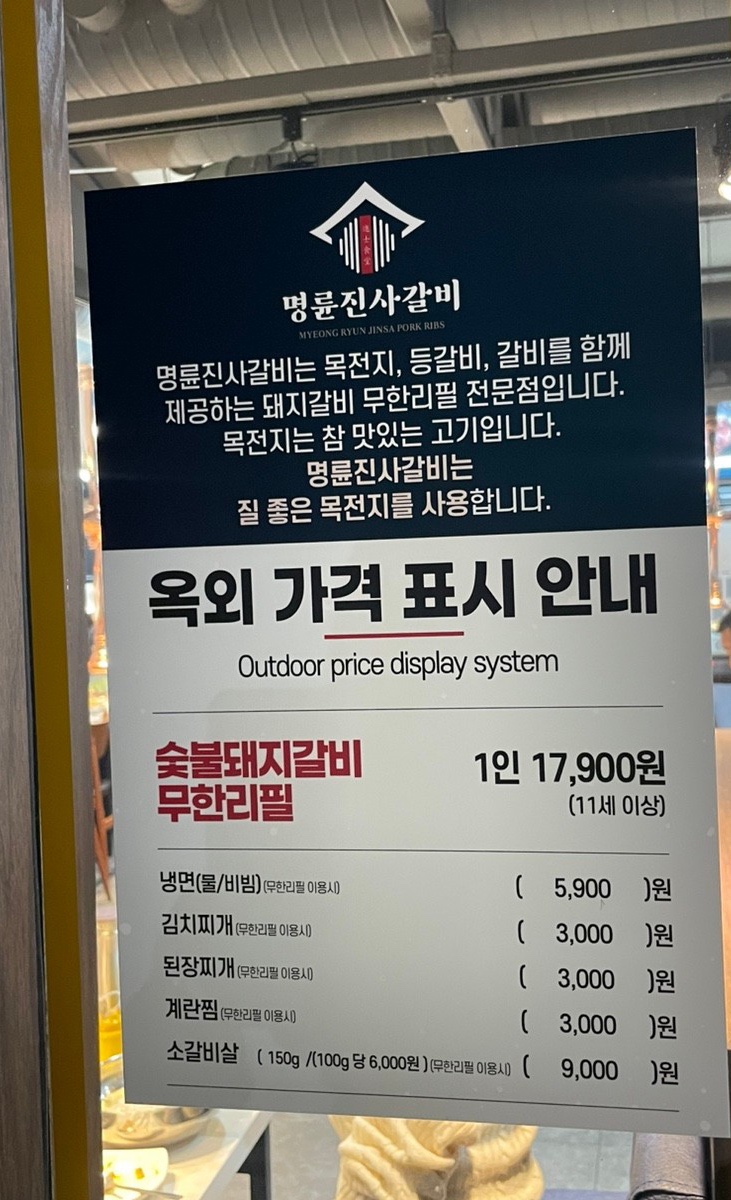 進士食堂
명륜진사갈비
MYEONG RYUN JINSA PORK RIBS
명륜진사갈비는 목전지, 등갈비, 갈비를 함께
제공하는 돼지갈비 무한리필 전문점입니다.
목전지는 참 맛있는 고기입니다.
명륜진사갈비는
질 좋은 목전지를 사용합니다.
옥외 가격 표시 안내
Outdoor price display system
숯불돼지갈비
무한리필
1인 17,900원
(11세 이상)
냉면(물/비빔)(무한리필 이용시) ( 5,900 )원
김치찌개(무한리필 이용시) ( 3,000 )원
된장찌개(무한리필 이용시) ( 3,000 )원
계란찜(무한리필 이용시) ( 3,000 )원
소갈비살 ( 150g /(100g 당 6,000원)(무한리필 이용시) ( 9,000 )원